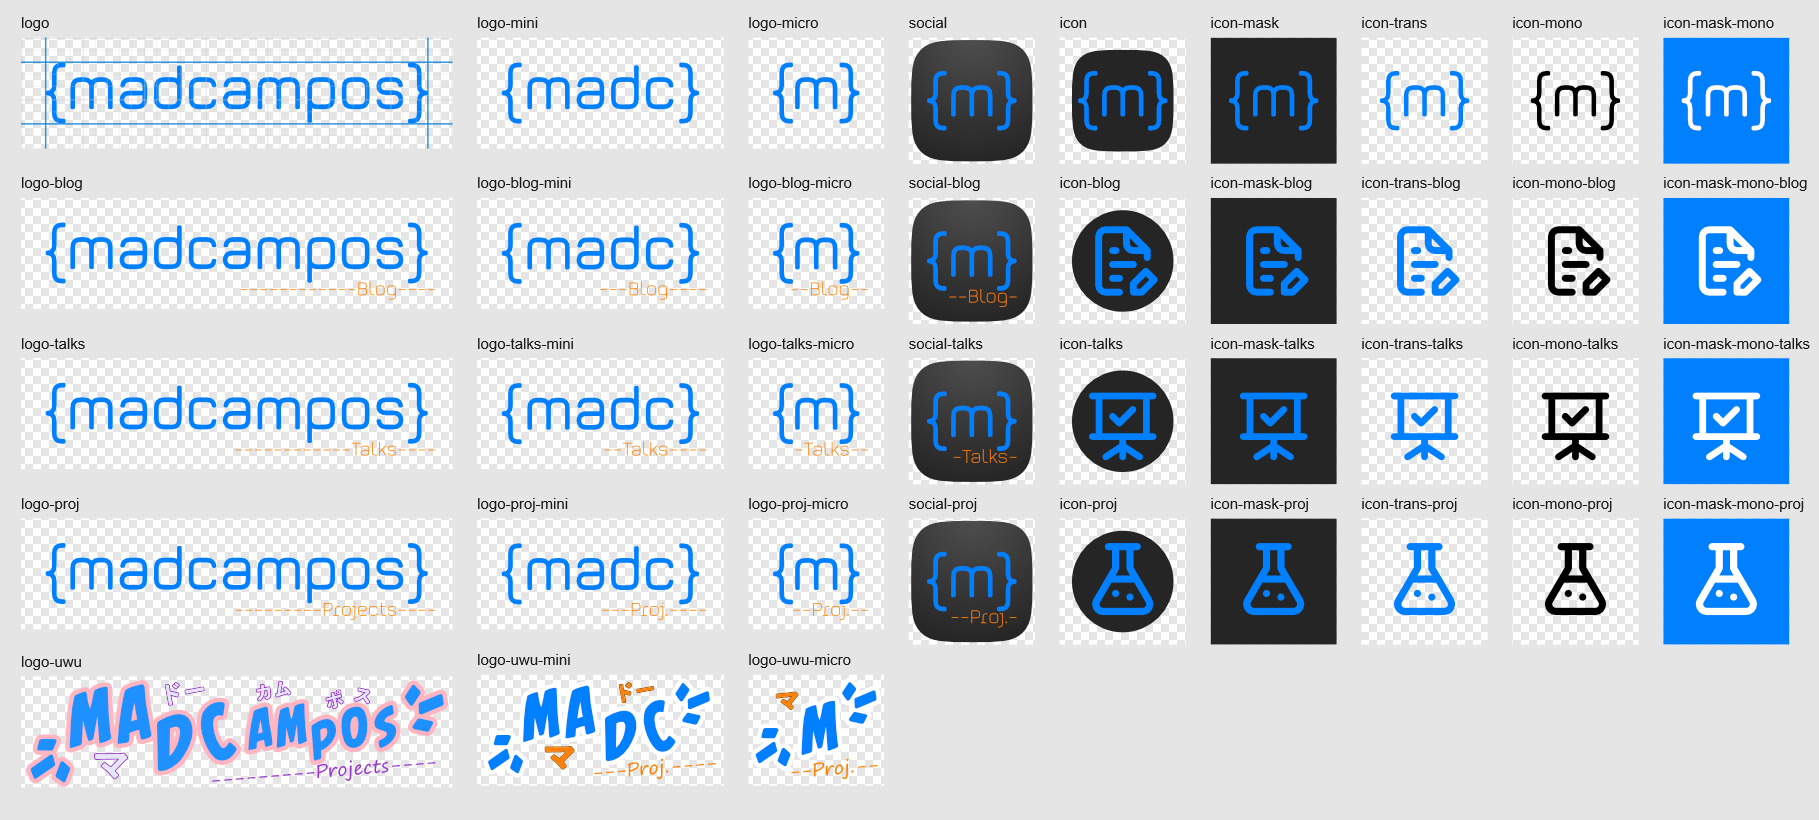 logo
logo-mini
logo-micro
social
icon
icon-mask
icon-trans
icon-mono
icon-mask-mono
{madcampos}
{madc}
{m}
{m}
{m}
{m}
{m}
{m}
{m}
logo-blog
logo-blog-mini
logo-blog-micro
social-blog
icon-blog
icon-mask-blog
icon-trans-blog
icon-mono-blog
icon-mask-mono-blog
{madcampos}
------------Blog----
{madc}
---Blog----
{m}
--Blog--
{m}
--Blog-
logo-talks
logo-talks-mini
logo-talks-micro
social-talks
icon-talks
icon-mask-talks
icon-trans-talks
icon-mono-talks
icon-mask-mono-talks
{madcampos}
------------Talks----
{madc}
--Talks----
{m}
-Talks--
{m}
-Talks-
logo-proj
logo-proj-mini
logo-proj-micro
social-proj
icon-proj
icon-mask-proj
icon-trans-proj
icon-mono-proj
icon-mask-mono-proj
{madcampos}
---------Projects----
{madc}
---Proj.----
{m}
--Proj.--
{m}
--Proj.-
logo-uwu
logo-uwu-mini
logo-uwu-micro
ドー カム ポス
MADCAMpOS
マ
---------Projects-----
ドー
MADC
マ
---Proj.-----
マ
M
--Proj.--